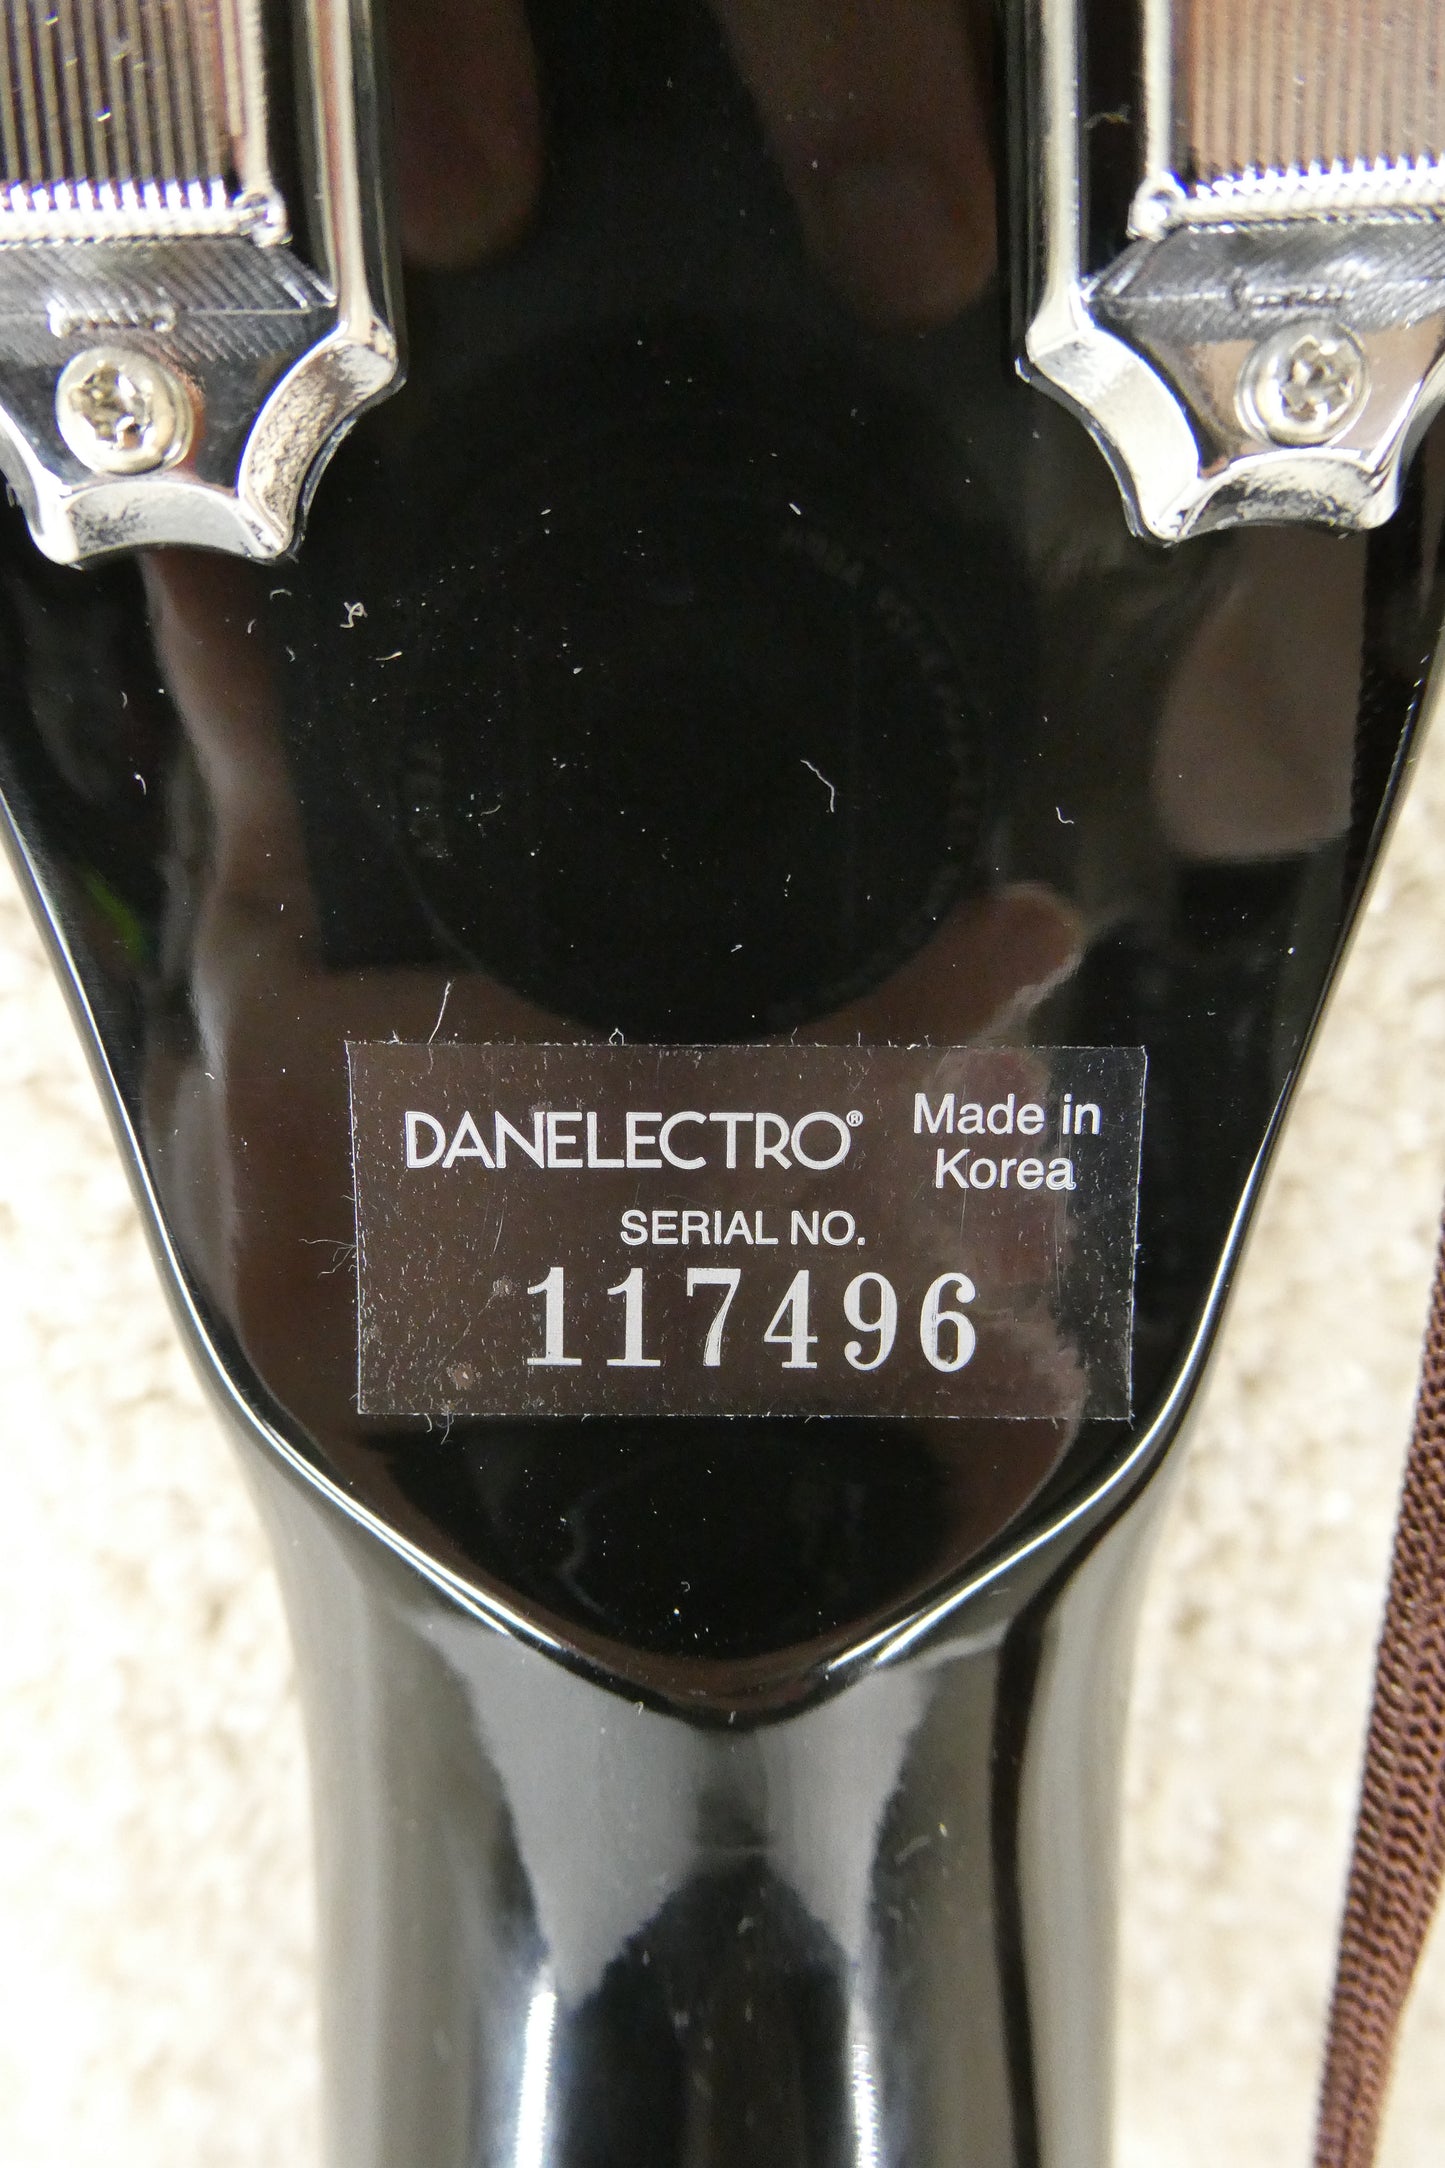 DANELECTRO® Made in
Korea
SERIAL NO.
117496